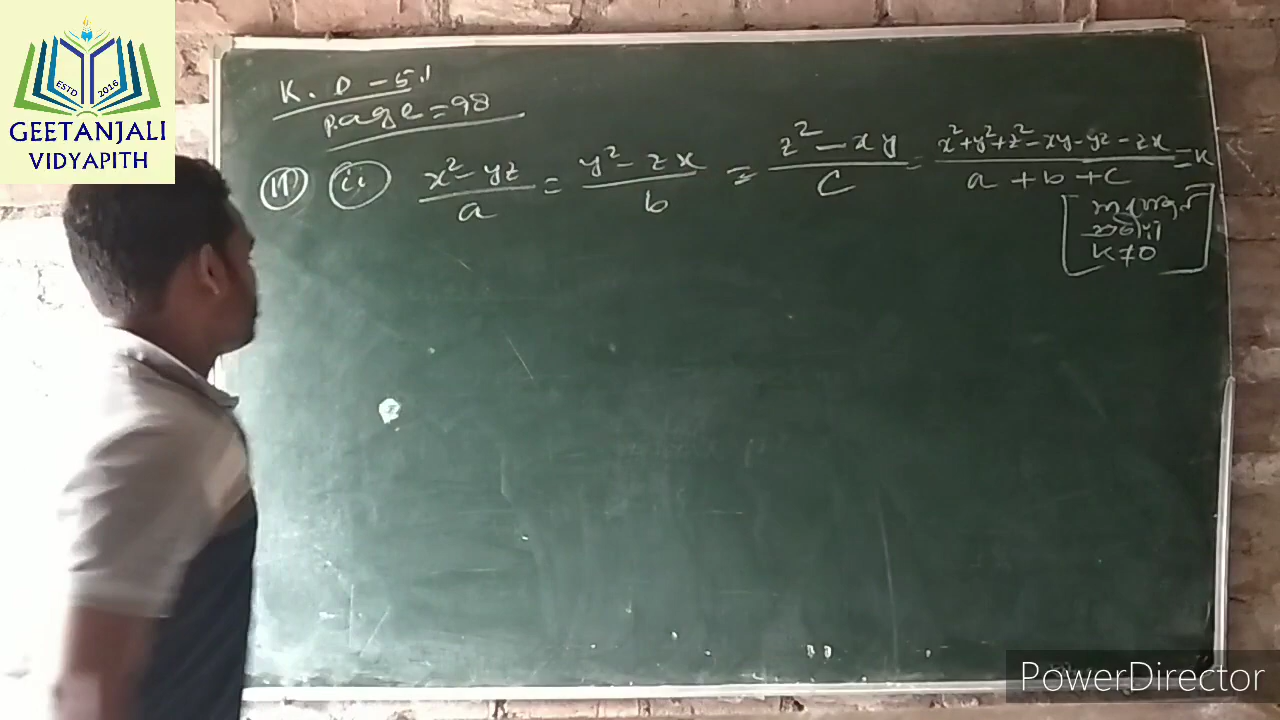 ESTD 2016
GEETANJALI
VIDYAPITH
K. D - 5.1
page = 98
ii x² - yz / a = y² - zx / b = z² - xy / c = x² + y² + z² - xy - yz - zx / a + b + c = k
k ≠ 0
PowerDirector